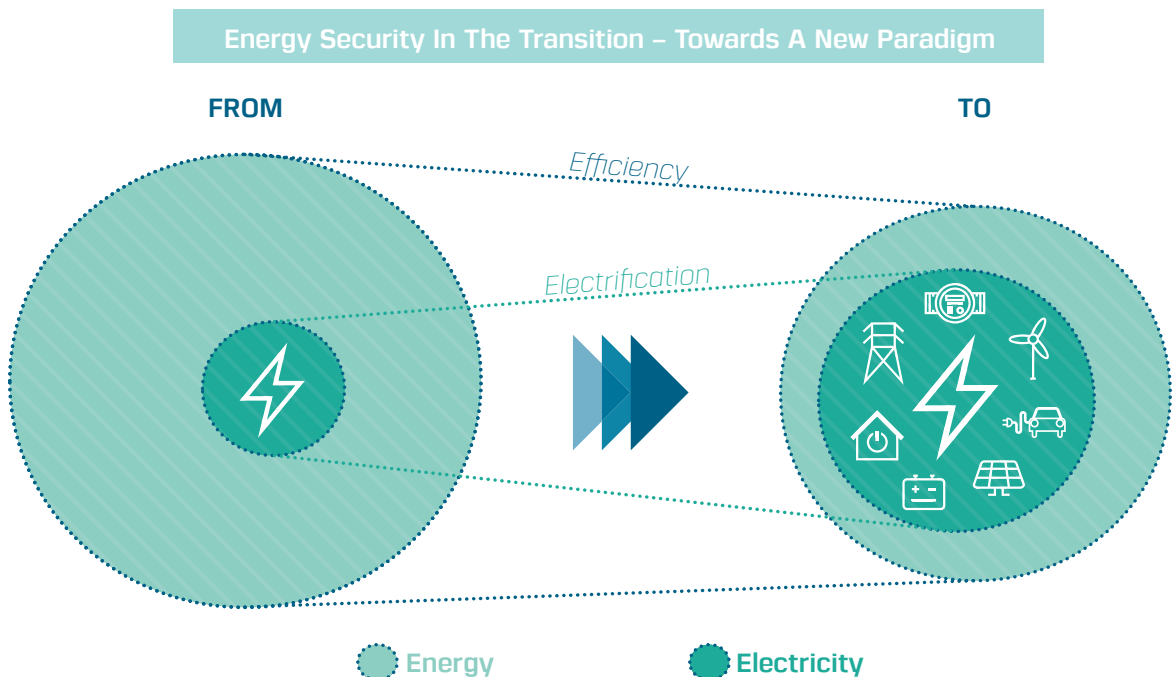 Energy Security In The Transition – Towards A New Paradigm
FROM
TO
Efficiency
Electrification
Energy
Electricity